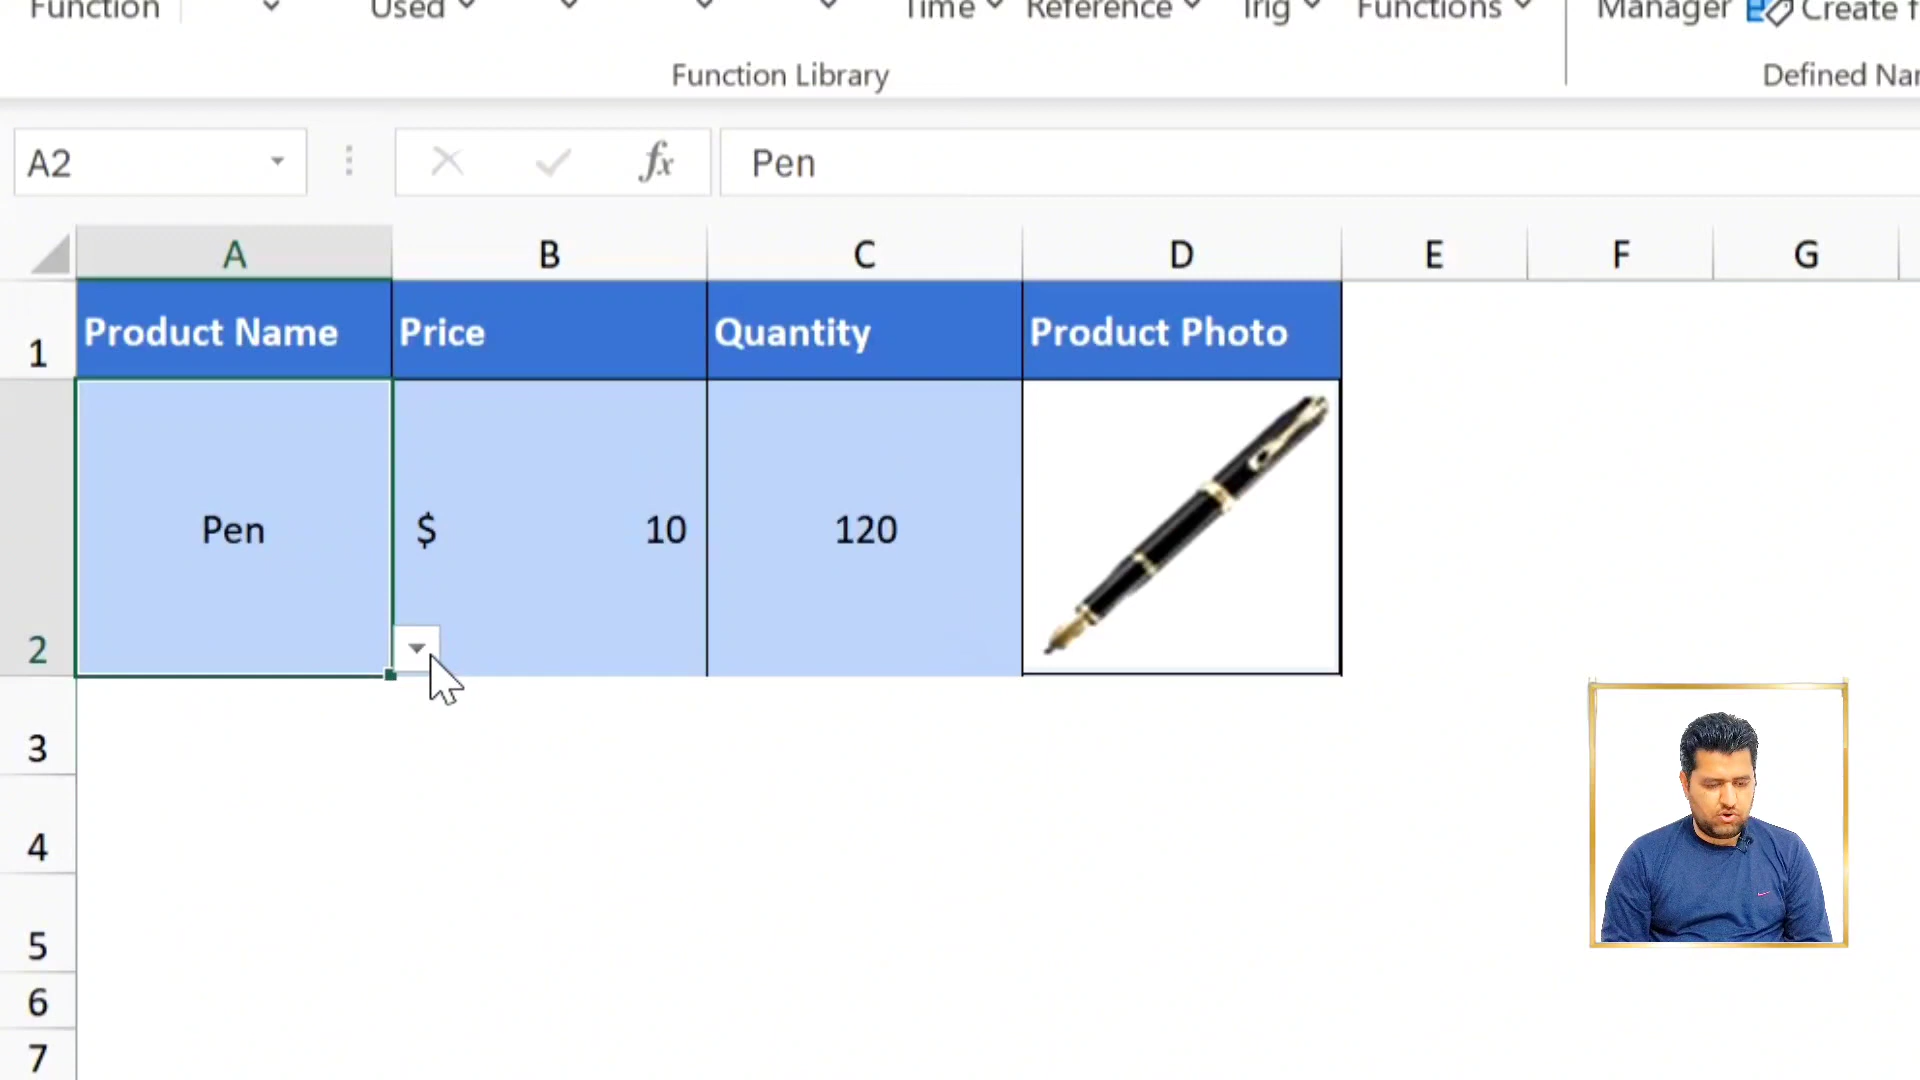 Function Used Time Reference Trig Functions Manager Create f
Function Library Defined Nar
A2 fx Pen
A B C D E F G
1 Product Name Price Quantity Product Photo
2 Pen $ 10 120
3
4
5
6
7